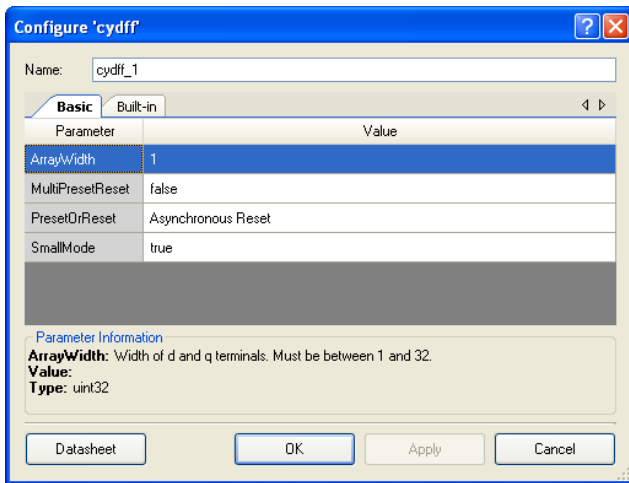 Configure 'cydff'
Name: cydff_1
Basic Built-in
Parameter Value
ArrayWidth 1
MultiPresetReset false
PresetOrReset Asynchronous Reset
SmallMode true
Parameter Information
ArrayWidth: Width of d and q terminals. Must be between 1 and 32.
Value:
Type: uint32
Datasheet OK Apply Cancel